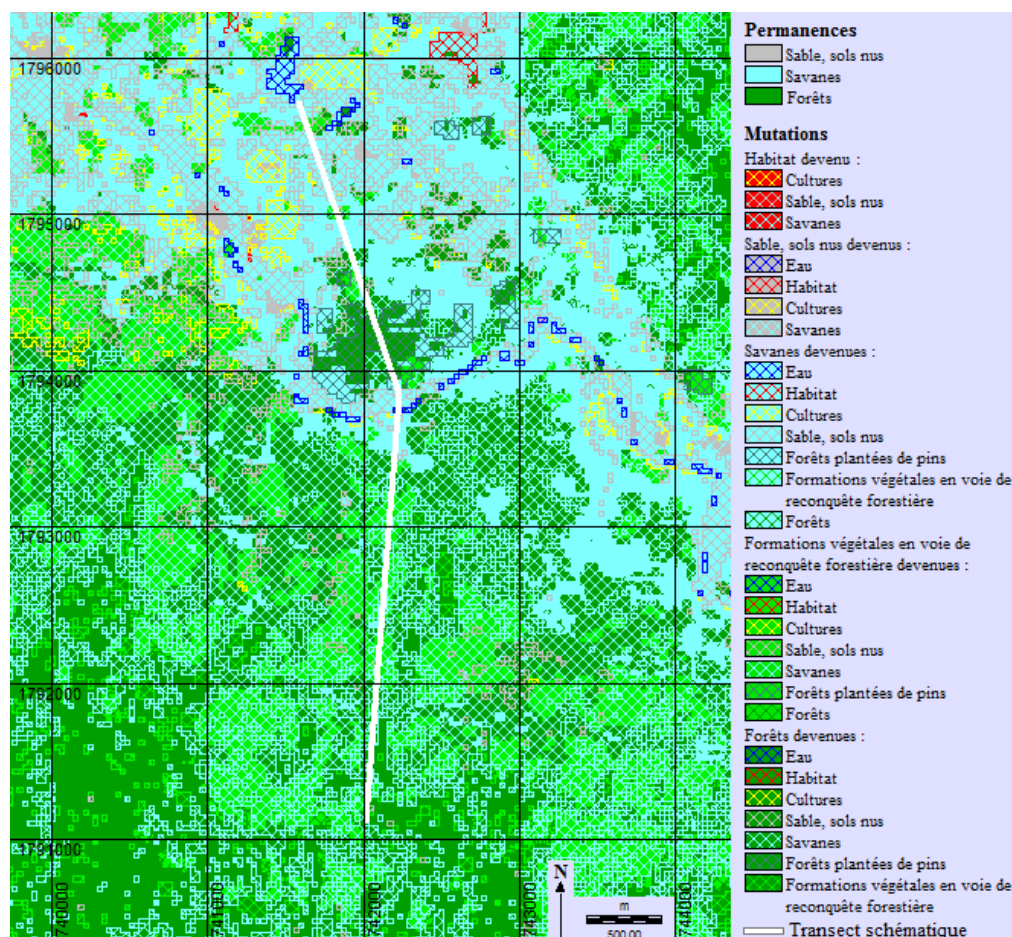 Permanences
Sable, sols nus
Savanes
Forêts
Mutations
Habitat devenu :
Cultures
Sable, sols nus
Savanes
Sable, sols nus devenus :
Eau
Habitat
Cultures
Savanes
Savanes devenues :
Eau
Habitat
Cultures
Sable, sols nus
Forêts plantées de pins
Formations végétales en voie de
reconquête forestière
Forêts
Formations végétales en voie de
reconquête forestière devenues :
Eau
Habitat
Cultures
Sable, sols nus
Savanes
Forêts plantées de pins
Forêts
Forêts devenues :
Eau
Habitat
Cultures
Sable, sols nus
Savanes
Forêts plantées de pins
Formations végétales en voie de
reconquête forestière
Transect schématique
1796000
1795000
1794000
1793000
1792000
1791000
740000
741000
742000
743000
744000
N
m
500.00